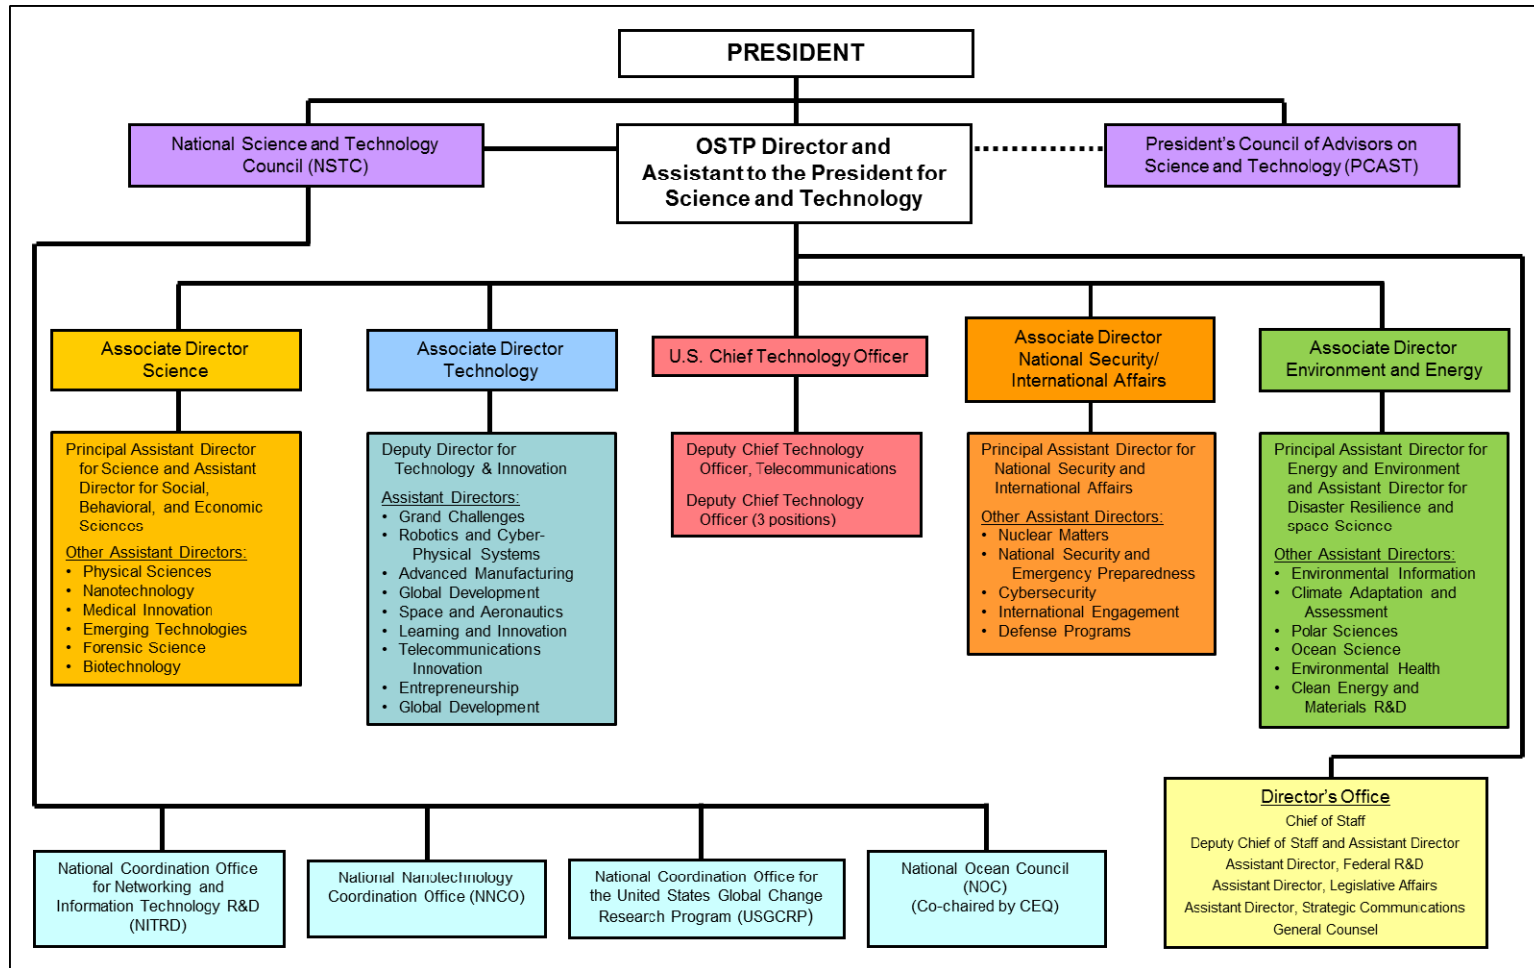 PRESIDENT
National Science and Technology
Council (NSTC)
OSTP Director and
Assistant to the President for
Science and Technology
President's Council of Advisors on
Science and Technology (PCAST)
Associate Director
Science
Associate Director
Technology
U.S. Chief Technology Officer
Associate Director
National Security/
International Affairs
Associate Director
Environment and Energy
Principal Assistant Director
for Science and Assistant
Director for Social,
Behavioral, and Economic
Sciences
Other Assistant Directors:
• Physical Sciences
• Nanotechnology
• Medical Innovation
• Emerging Technologies
• Forensic Science
• Biotechnology
Deputy Director for
Technology & Innovation
Assistant Directors:
• Grand Challenges
• Robotics and Cyber-
Physical Systems
• Advanced Manufacturing
• Global Development
• Space and Aeronautics
• Learning and Innovation
• Telecommunications
Innovation
• Entrepreneurship
• Global Development
Deputy Chief Technology
Officer, Telecommunications
Deputy Chief Technology
Officer (3 positions)
Principal Assistant Director for
National Security and
International Affairs
Other Assistant Directors:
• Nuclear Matters
• National Security and
Emergency Preparedness
• Cybersecurity
• International Engagement
• Defense Programs
Principal Assistant Director for
Energy and Environment
and Assistant Director for
Disaster Resilience and
space Science
Other Assistant Directors:
• Environmental Information
• Climate Adaptation and
Assessment
• Polar Sciences
• Ocean Science
• Environmental Health
• Clean Energy and
Materials R&D
National Coordination Office
for Networking and
Information Technology R&D
(NITRD)
National Nanotechnology
Coordination Office (NNCO)
National Coordination Office for
the United States Global Change
Research Program (USGCRP)
National Ocean Council
(NOC)
(Co-chaired by CEQ)
Director's Office
Chief of Staff
Deputy Chief of Staff and Assistant Director
Assistant Director, Federal R&D
Assistant Director, Legislative Affairs
Assistant Director, Strategic Communications
General Counsel